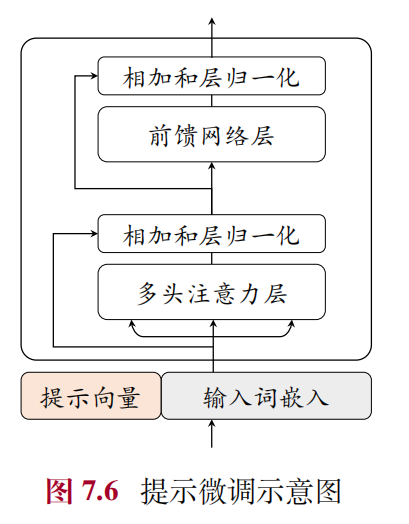 相加和层归一化
前馈网络层
相加和层归一化
多头注意力层
提示向量 输入词嵌入
图 7.6 提示微调示意图